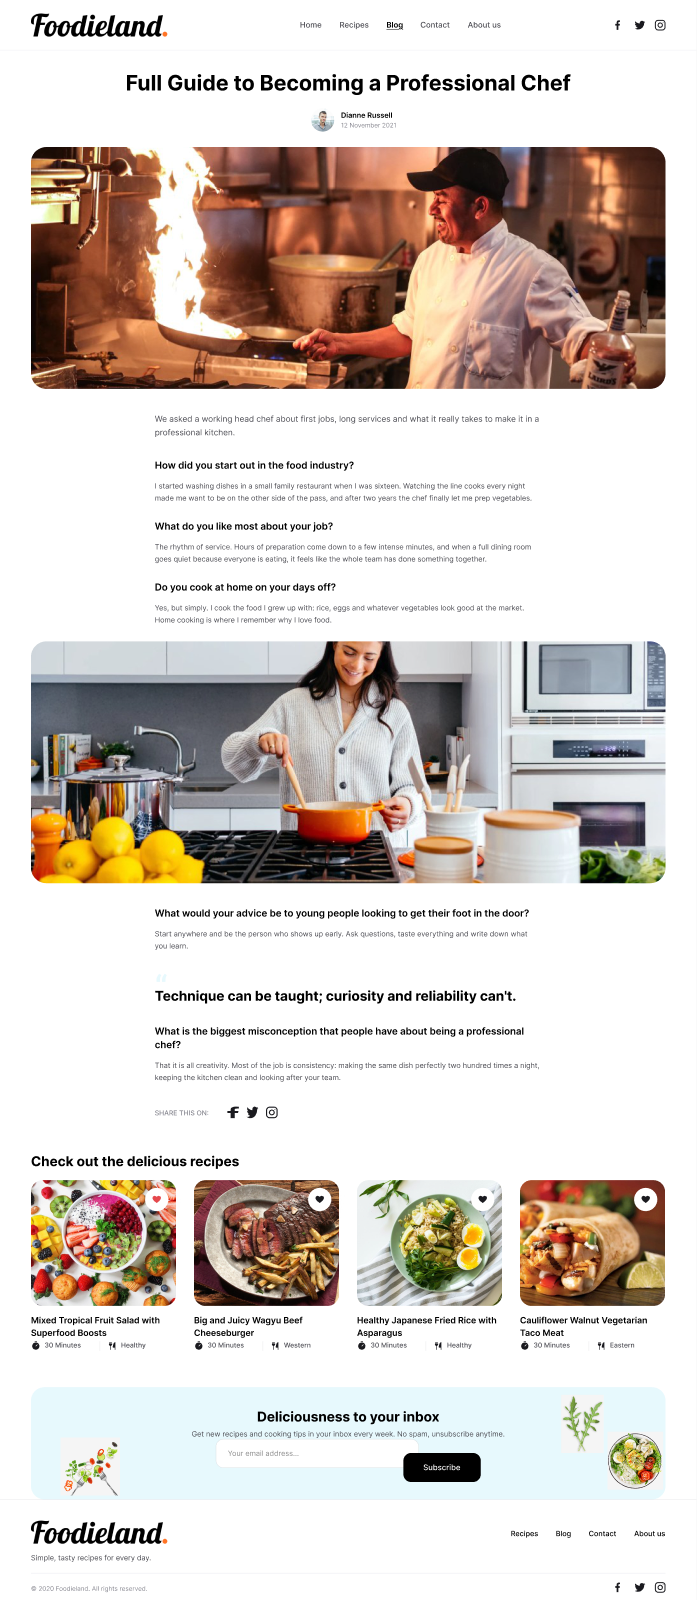 Foodieland.
Home Recipes Blog Contact About us
Full Guide to Becoming a Professional Chef
Dianne Russell
12 November 2021
We asked a working head chef about first jobs, long services and what it really takes to make it in a
professional kitchen.
How did you start out in the food industry?
I started washing dishes in a small family restaurant when I was sixteen. Watching the line cooks every night
made me want to be on the other side of the pass, and after two years the chef finally let me prep vegetables.
What do you like most about your job?
The rhythm of service. Hours of preparation come down to a few intense minutes, and when a full dining room
goes quiet because everyone is eating, it feels like the whole team has done something together.
Do you cook at home on your days off?
Yes, but simply. I cook the food I grew up with: rice, eggs and whatever vegetables look good at the market.
Home cooking is where I remember why I love food.
What would your advice be to young people looking to get their foot in the door?
Start anywhere and be the person who shows up early. Ask questions, taste everything and write down what
you learn.
“
Technique can be taught; curiosity and reliability can't.
What is the biggest misconception that people have about being a professional
chef?
That it is all creativity. Most of the job is consistency: making the same dish perfectly two hundred times a night,
keeping the kitchen clean and looking after your team.
SHARE THIS ON:
Check out the delicious recipes
Mixed Tropical Fruit Salad with
Superfood Boosts
30 Minutes Healthy
Big and Juicy Wagyu Beef
Cheeseburger
30 Minutes Western
Healthy Japanese Fried Rice with
Asparagus
30 Minutes Healthy
Cauliflower Walnut Vegetarian
Taco Meat
30 Minutes Eastern
Deliciousness to your inbox
Get new recipes and cooking tips in your inbox every week. No spam, unsubscribe anytime.
Your email address...
Subscribe
Foodieland.
Simple, tasty recipes for every day.
Recipes Blog Contact About us
© 2020 Foodieland. All rights reserved.